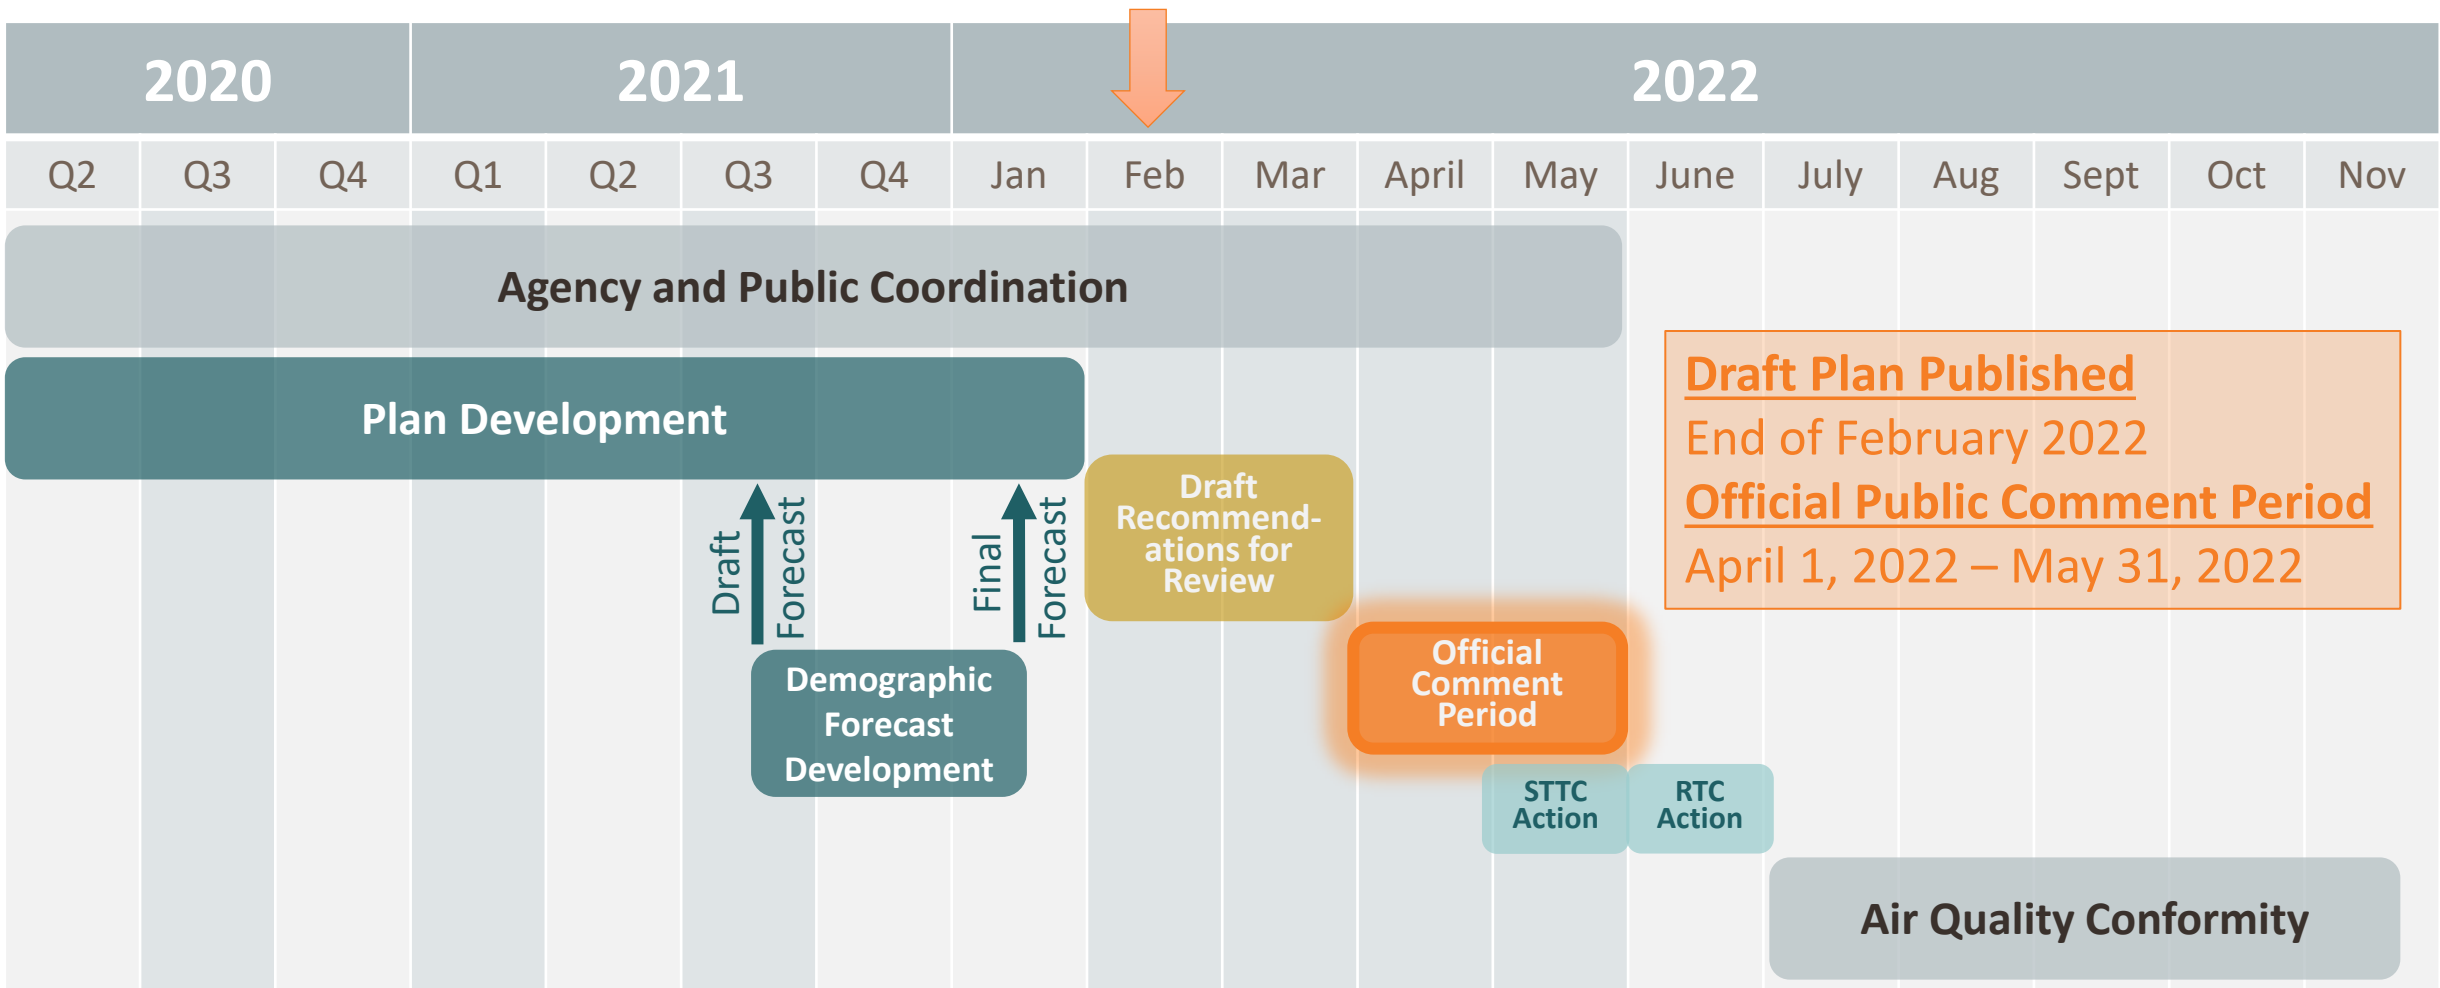 2020 2021 2022
Q2 Q3 Q4 Q1 Q2 Q3 Q4 Jan Feb Mar April May June July Aug Sept Oct Nov
Agency and Public Coordination
Plan Development
Draft
Forecast
Final
Forecast
Draft
Recommend-
ations for
Review
Draft Plan Published
End of February 2022
Official Public Comment Period
April 1, 2022 – May 31, 2022
Demographic
Forecast
Development
Official
Comment
Period
STTC
Action
RTC
Action
Air Quality Conformity